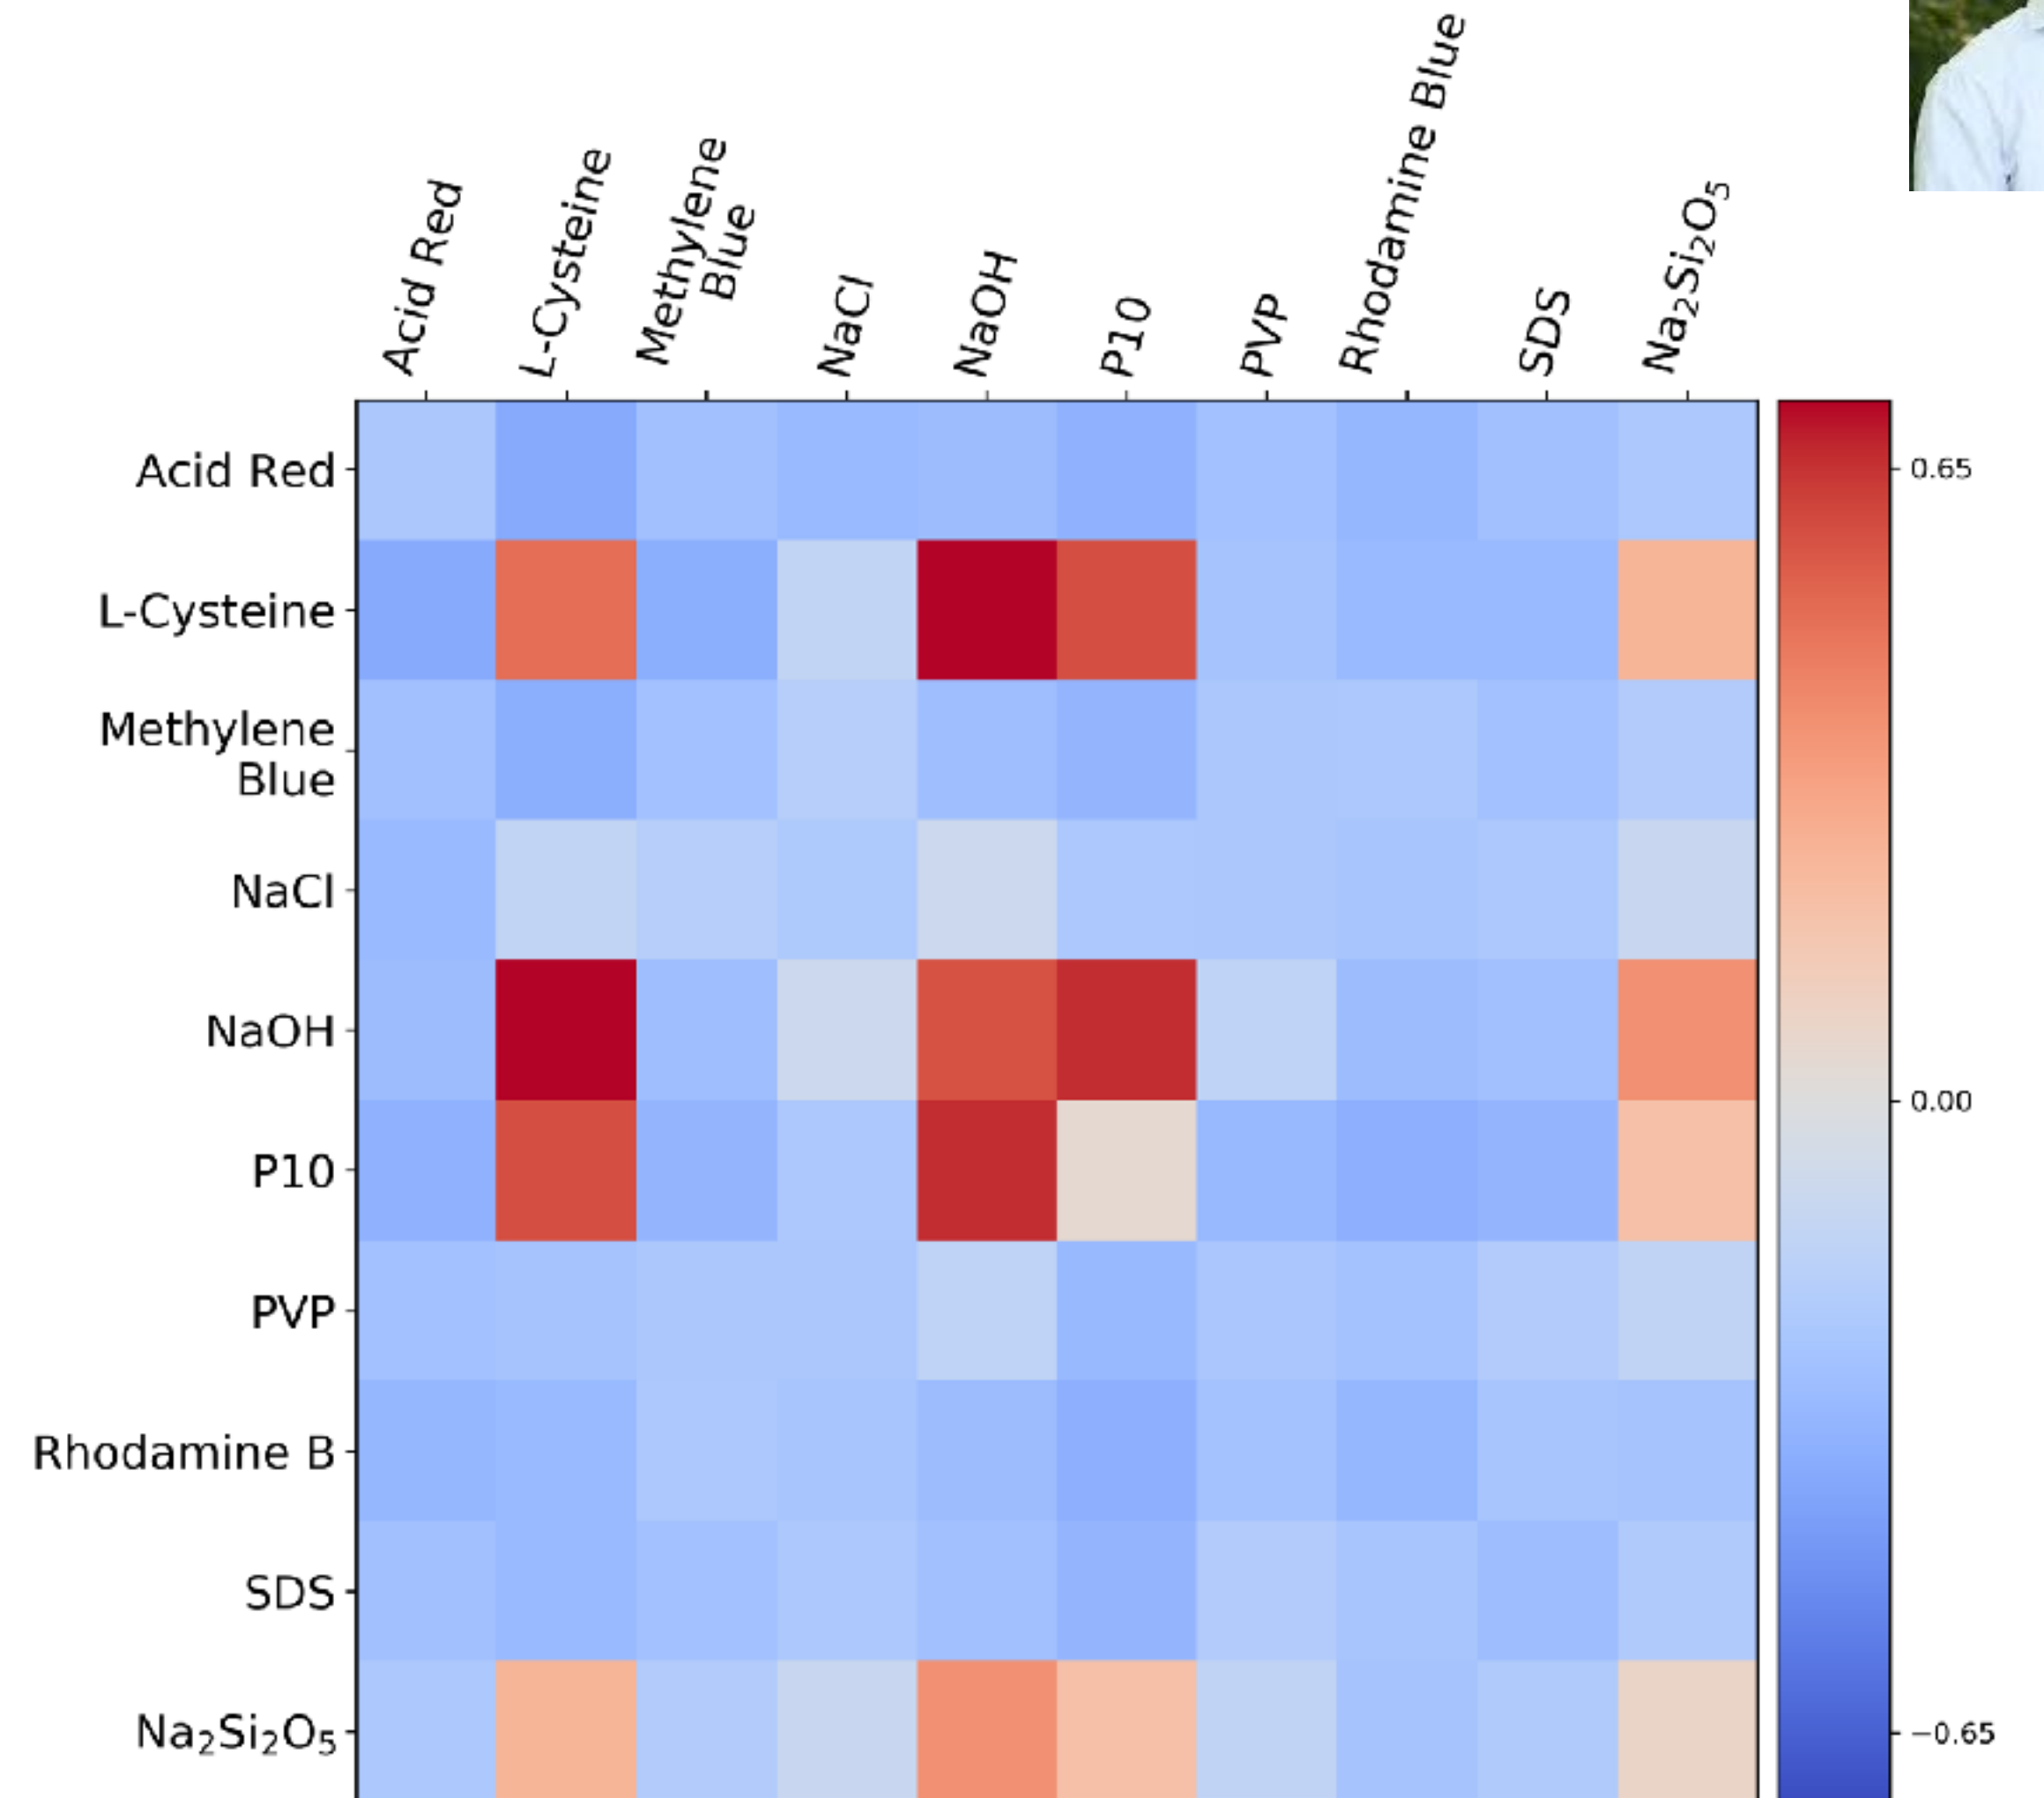 Acid Red
L-Cysteine
Methylene
Blue
NaCl
NaOH
P10
PVP
Rhodamine Blue
SDS
Na₂Si₂O₅
Acid Red
L-Cysteine
Methylene
Blue
NaCl
NaOH
P10
PVP
Rhodamine B
SDS
Na₂Si₂O₅
0.65
0.00
−0.65